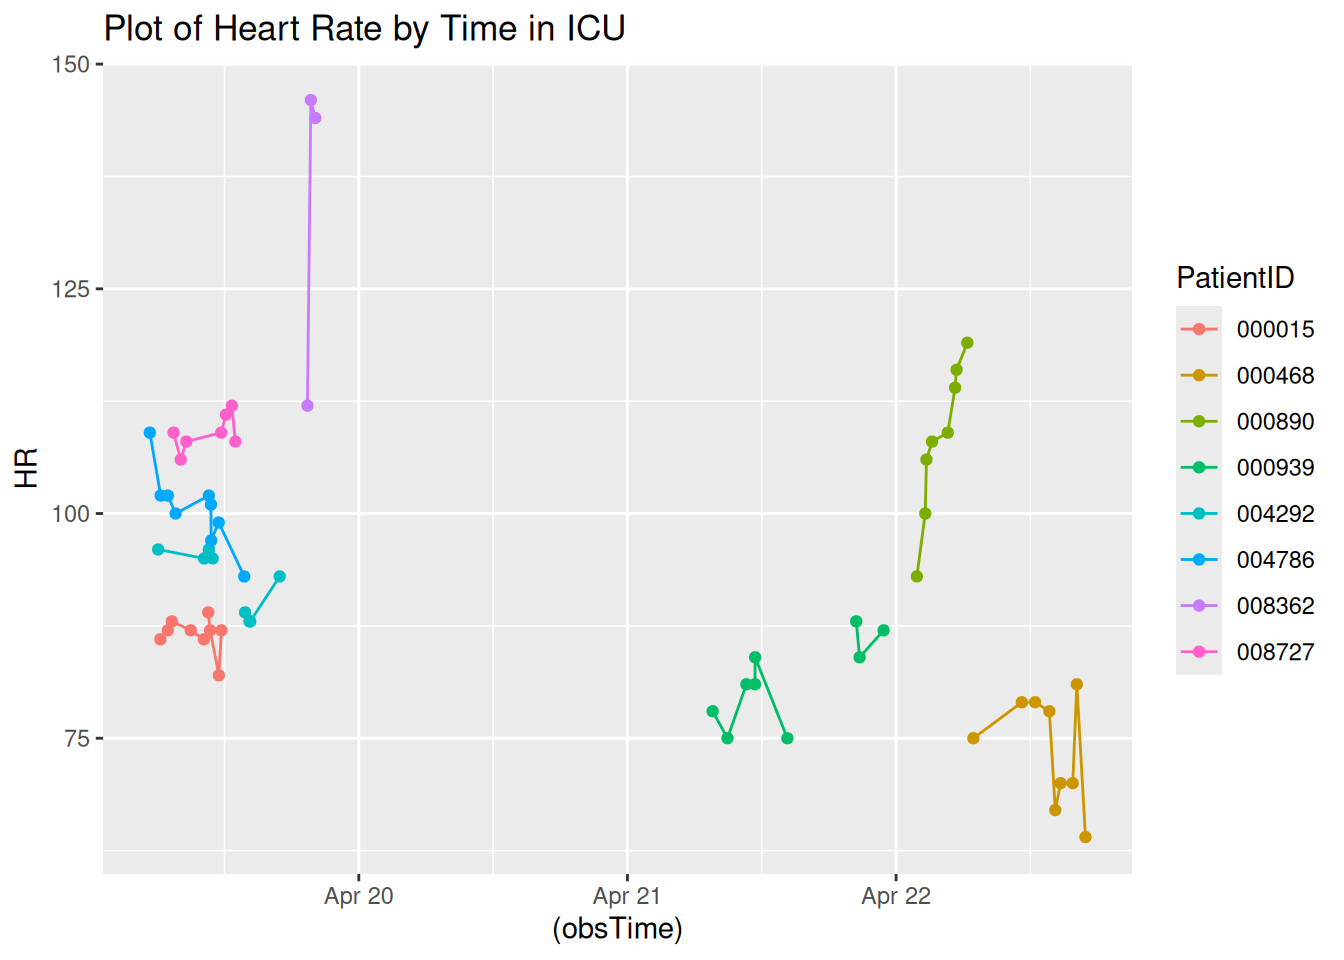 Plot of Heart Rate by Time in ICU
150
125
100
75
HR
Apr 20
Apr 21
Apr 22
(obsTime)
PatientID
000015
000468
000890
000939
004292
004786
008362
008727